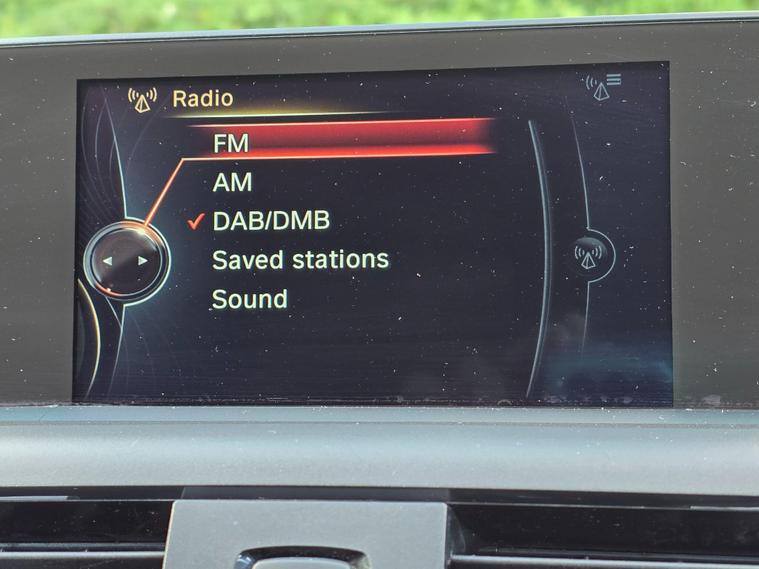 Radio
FM
AM
DAB/DMB
Saved stations
Sound